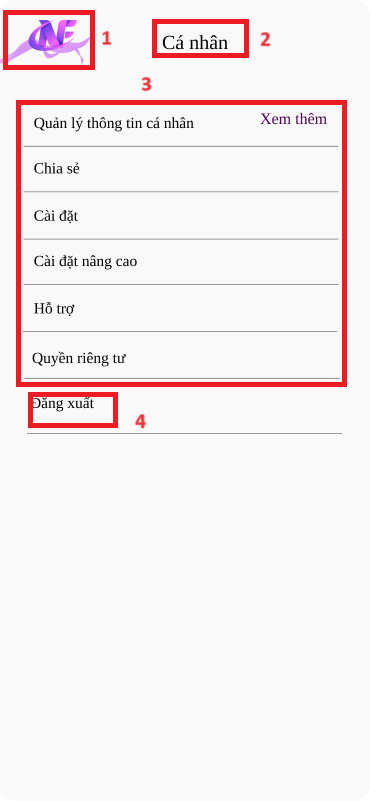 1
Cá nhân
2
3
Quản lý thông tin cá nhân
Xem thêm
Chia sẻ
Cài đặt
Cài đặt nâng cao
Hỗ trợ
Quyền riêng tư
Đăng xuất
4